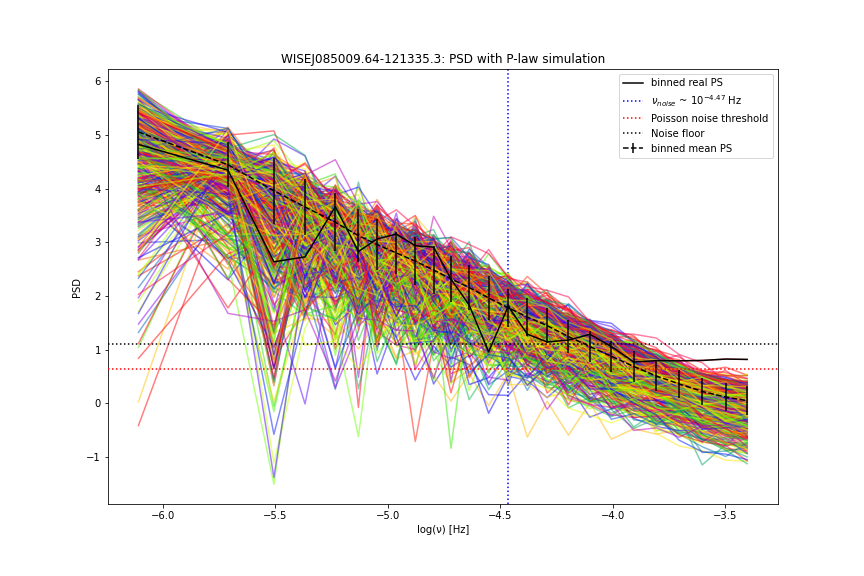 WISEJ085009.64-121335.3: PSD with P-law simulation
6
5
4
3
2
1
0
−1
PSD
binned real PS
ν_noise ~ 10^−4.47 Hz
Poisson noise threshold
Noise floor
binned mean PS
−6.0 −5.5 −5.0 −4.5 −4.0 −3.5
log(ν) [Hz]